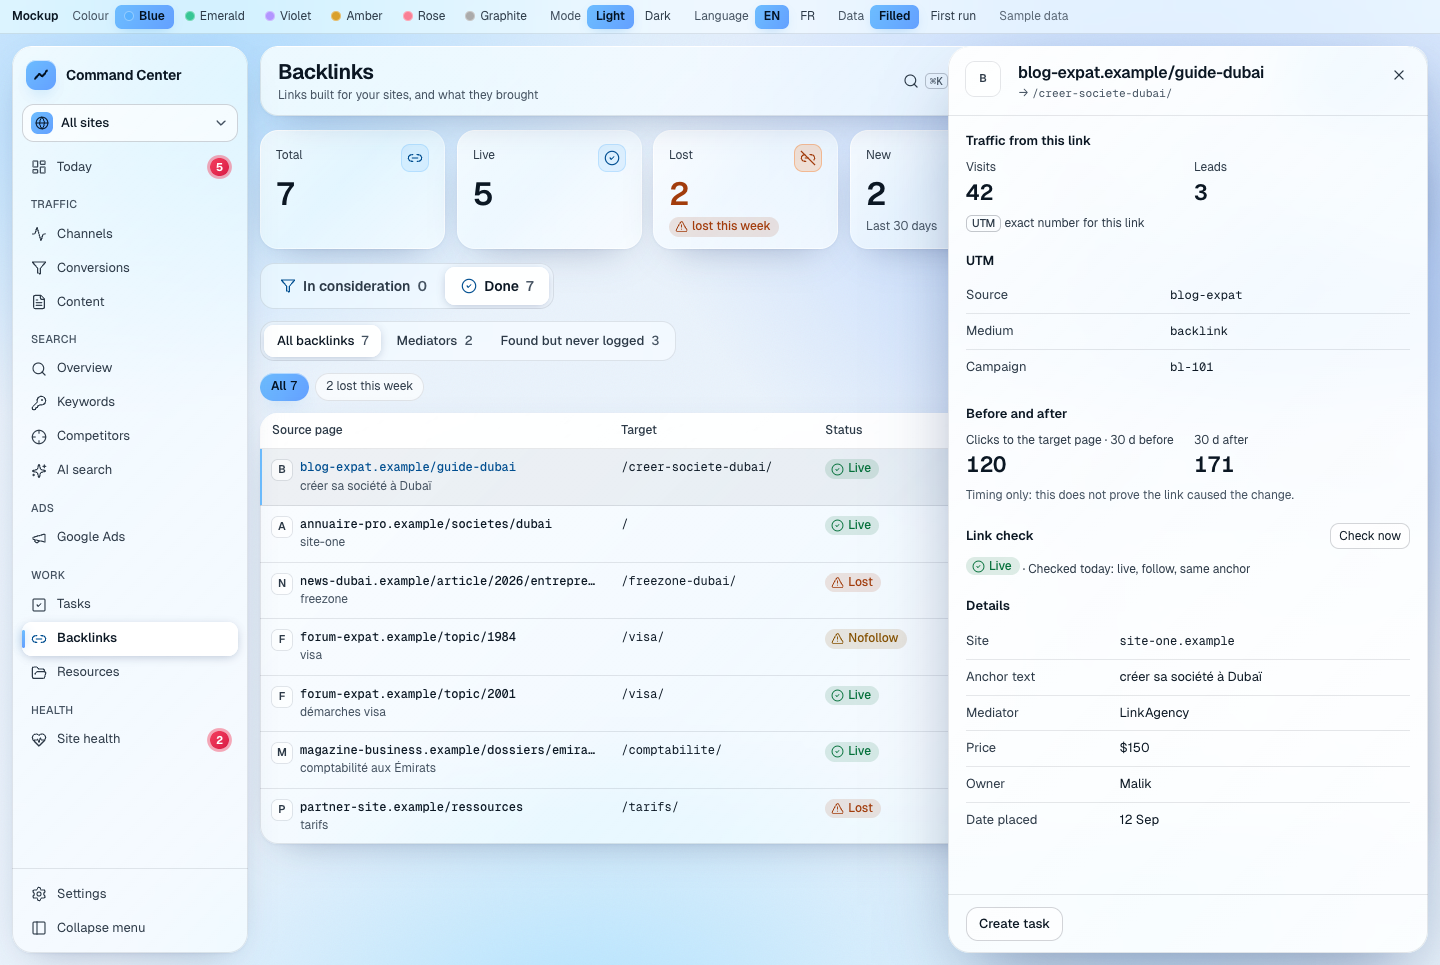 Mockup Colour Blue Emerald Violet Amber Rose Graphite Mode Light Dark Language EN FR Data Filled First run Sample data
Command Center
All sites
Today 5
TRAFFIC
Channels
Conversions
Content
SEARCH
Overview
Keywords
Competitors
AI search
ADS
Google Ads
WORK
Tasks
Backlinks
Resources
HEALTH
Site health 2
Settings
Collapse menu
Backlinks
Links built for your sites, and what they brought
⌘K
Total
7
Live
5
Lost
2
lost this week
New
2
Last 30 days
In consideration 0 Done 7
All backlinks 7 Mediators 2 Found but never logged 3
All 7 2 lost this week
Source page Target Status
B blog-expat.example/guide-dubai /creer-societe-dubai/ Live
créer sa société à Dubaï
A annuaire-pro.example/societes/dubai / Live
site-one
N news-dubai.example/article/2026/entrepre… /freezone-dubai/ Lost
freezone
F forum-expat.example/topic/1984 /visa/ Nofollow
visa
F forum-expat.example/topic/2001 /visa/ Live
démarches visa
M magazine-business.example/dossiers/emira… /comptabilite/ Live
comptabilité aux Émirats
P partner-site.example/ressources /tarifs/ Lost
tarifs
B blog-expat.example/guide-dubai
→ /creer-societe-dubai/
Traffic from this link
Visits Leads
42 3
UTM exact number for this link
UTM
Source blog-expat
Medium backlink
Campaign bl-101
Before and after
Clicks to the target page · 30 d before 30 d after
120 171
Timing only: this does not prove the link caused the change.
Link check Check now
Live · Checked today: live, follow, same anchor
Details
Site site-one.example
Anchor text créer sa société à Dubaï
Mediator LinkAgency
Price $150
Owner Malik
Date placed 12 Sep
Create task